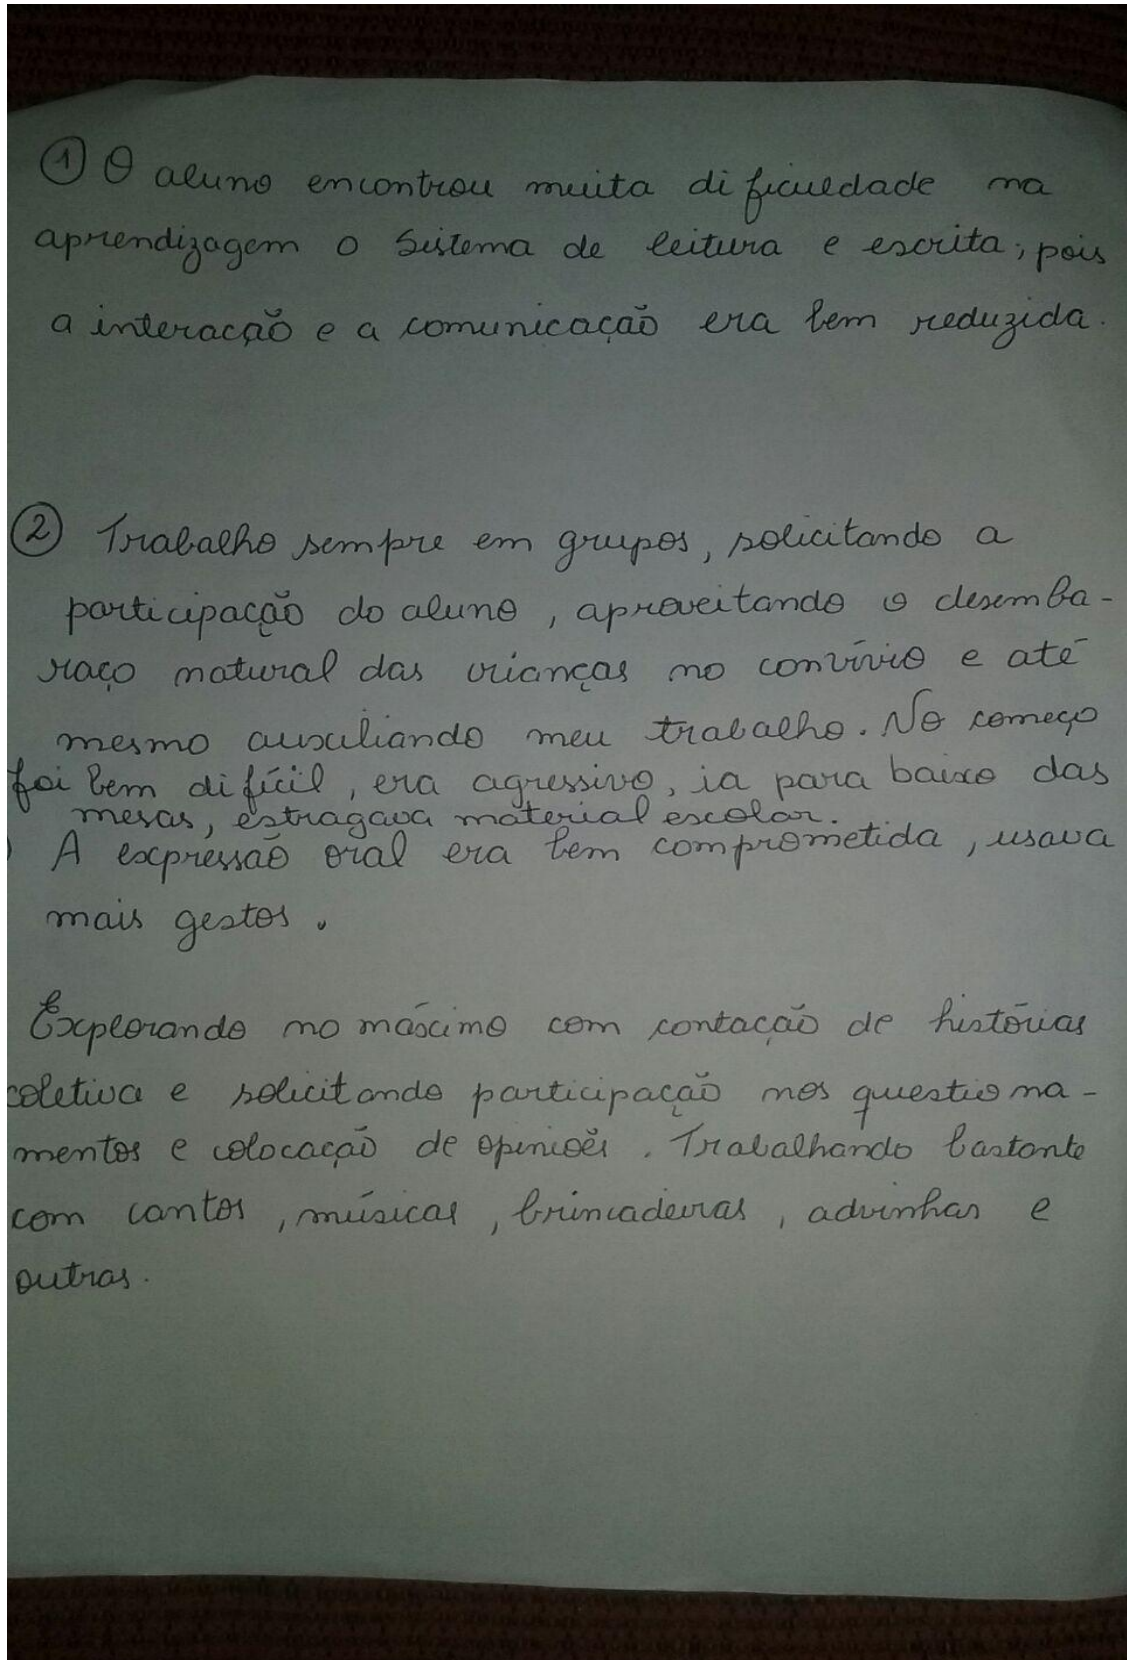 ① O aluno encontrou muita dificuldade na
aprendizagem o sistema de leitura e escrita, pois
a interação e a comunicação era bem reduzida.
② Trabalho sempre em grupos, solicitando a
participação do aluno, aproveitando o desemba-
raço natural das crianças no convívio e até
mesmo auxiliando meu trabalho. No começo
foi bem difícil, era agressivo, ia para baixo das
mesas, estragava material escolar.
) A expressão oral era bem comprometida, usava
mais gestos.
Explorando no máximo com contação de histórias
coletiva e solicitando participação nos questiona-
mentos e colocação de opiniões. Trabalhando bastante
com cantos, músicas, brincadeiras, advinhas e
outras.